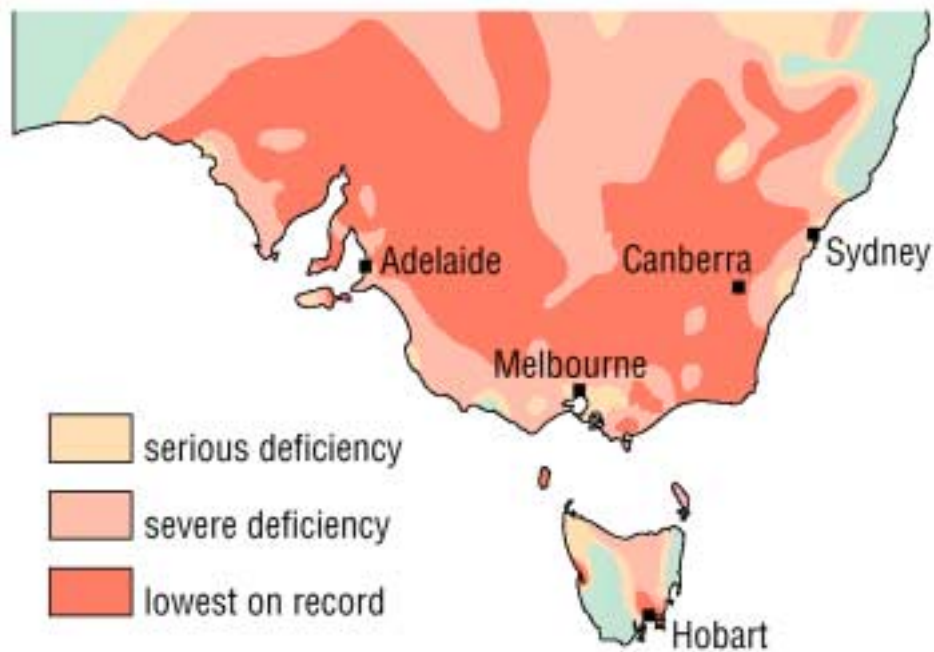 Adelaide
Canberra
Sydney
Melbourne
serious deficiency
severe deficiency
lowest on record
Hobart